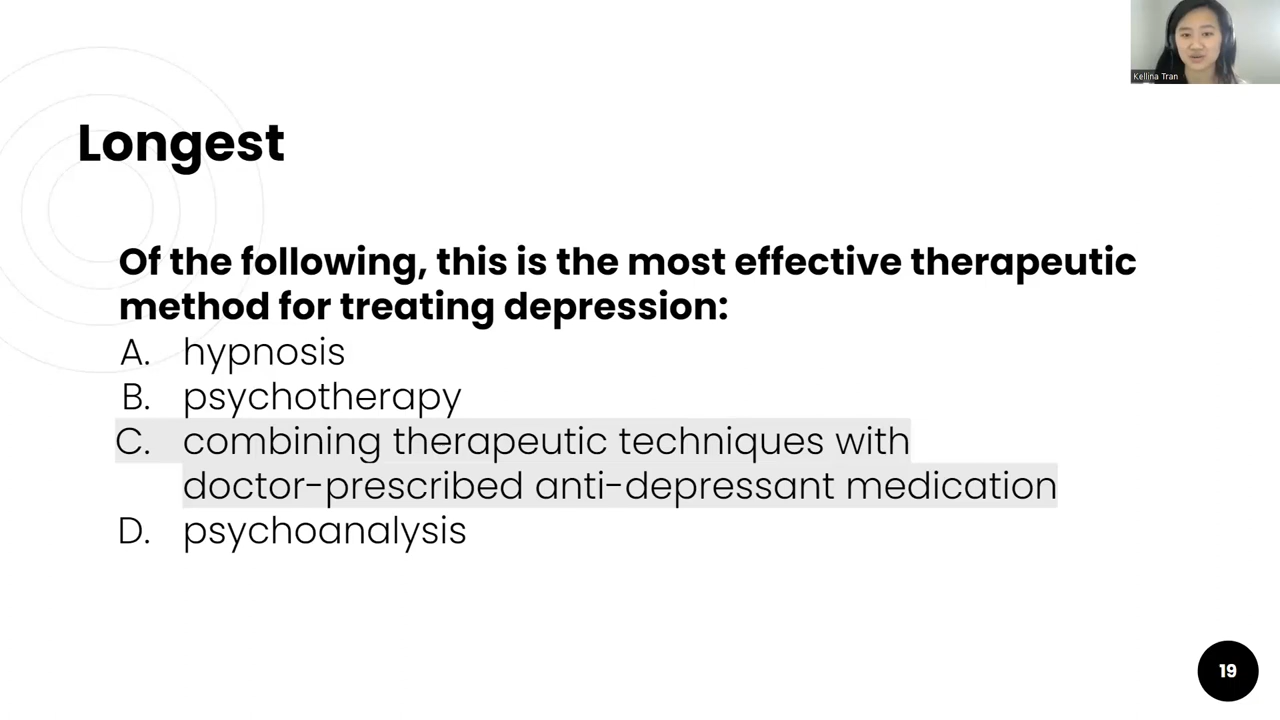 Kellina Tran
Longest
Of the following, this is the most effective therapeutic
method for treating depression:
A. hypnosis
B. psychotherapy
C. combining therapeutic techniques with
doctor-prescribed anti-depressant medication
D. psychoanalysis
19